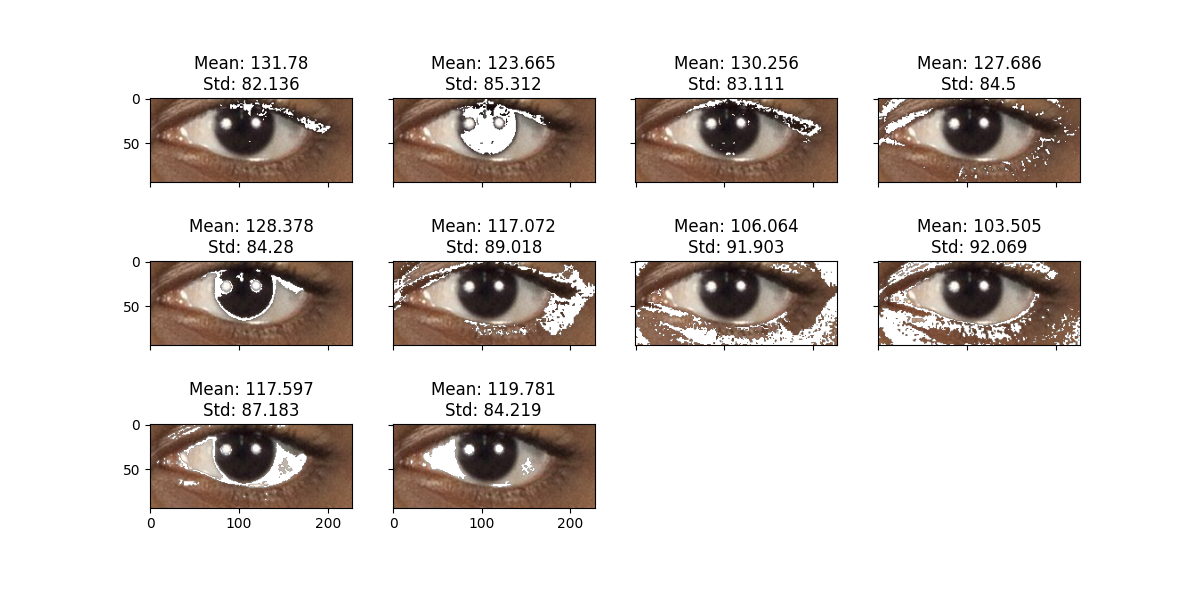 Mean: 131.78
Std: 82.136
Mean: 123.665
Std: 85.312
Mean: 130.256
Std: 83.111
Mean: 127.686
Std: 84.5
0
50
Mean: 128.378
Std: 84.28
Mean: 117.072
Std: 89.018
Mean: 106.064
Std: 91.903
Mean: 103.505
Std: 92.069
0
50
Mean: 117.597
Std: 87.183
Mean: 119.781
Std: 84.219
0
50
0 100 200
0 100 200